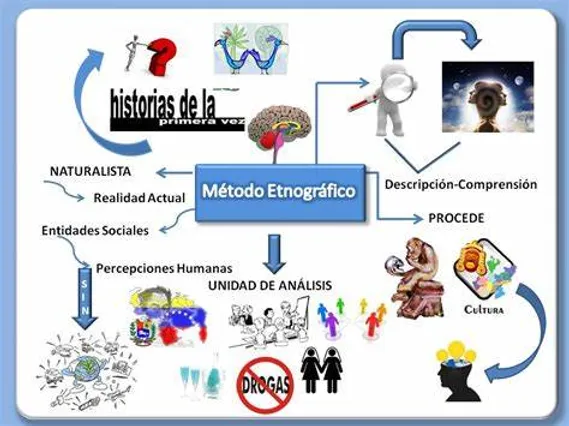 historias de la
primera vez
NATURALISTA
Realidad Actual
Entidades Sociales
Percepciones Humanas
SIN
Método Etnográfico
Descripción-Comprensión
PROCEDE
UNIDAD DE ANÁLISIS
CULTURA
DROGAS